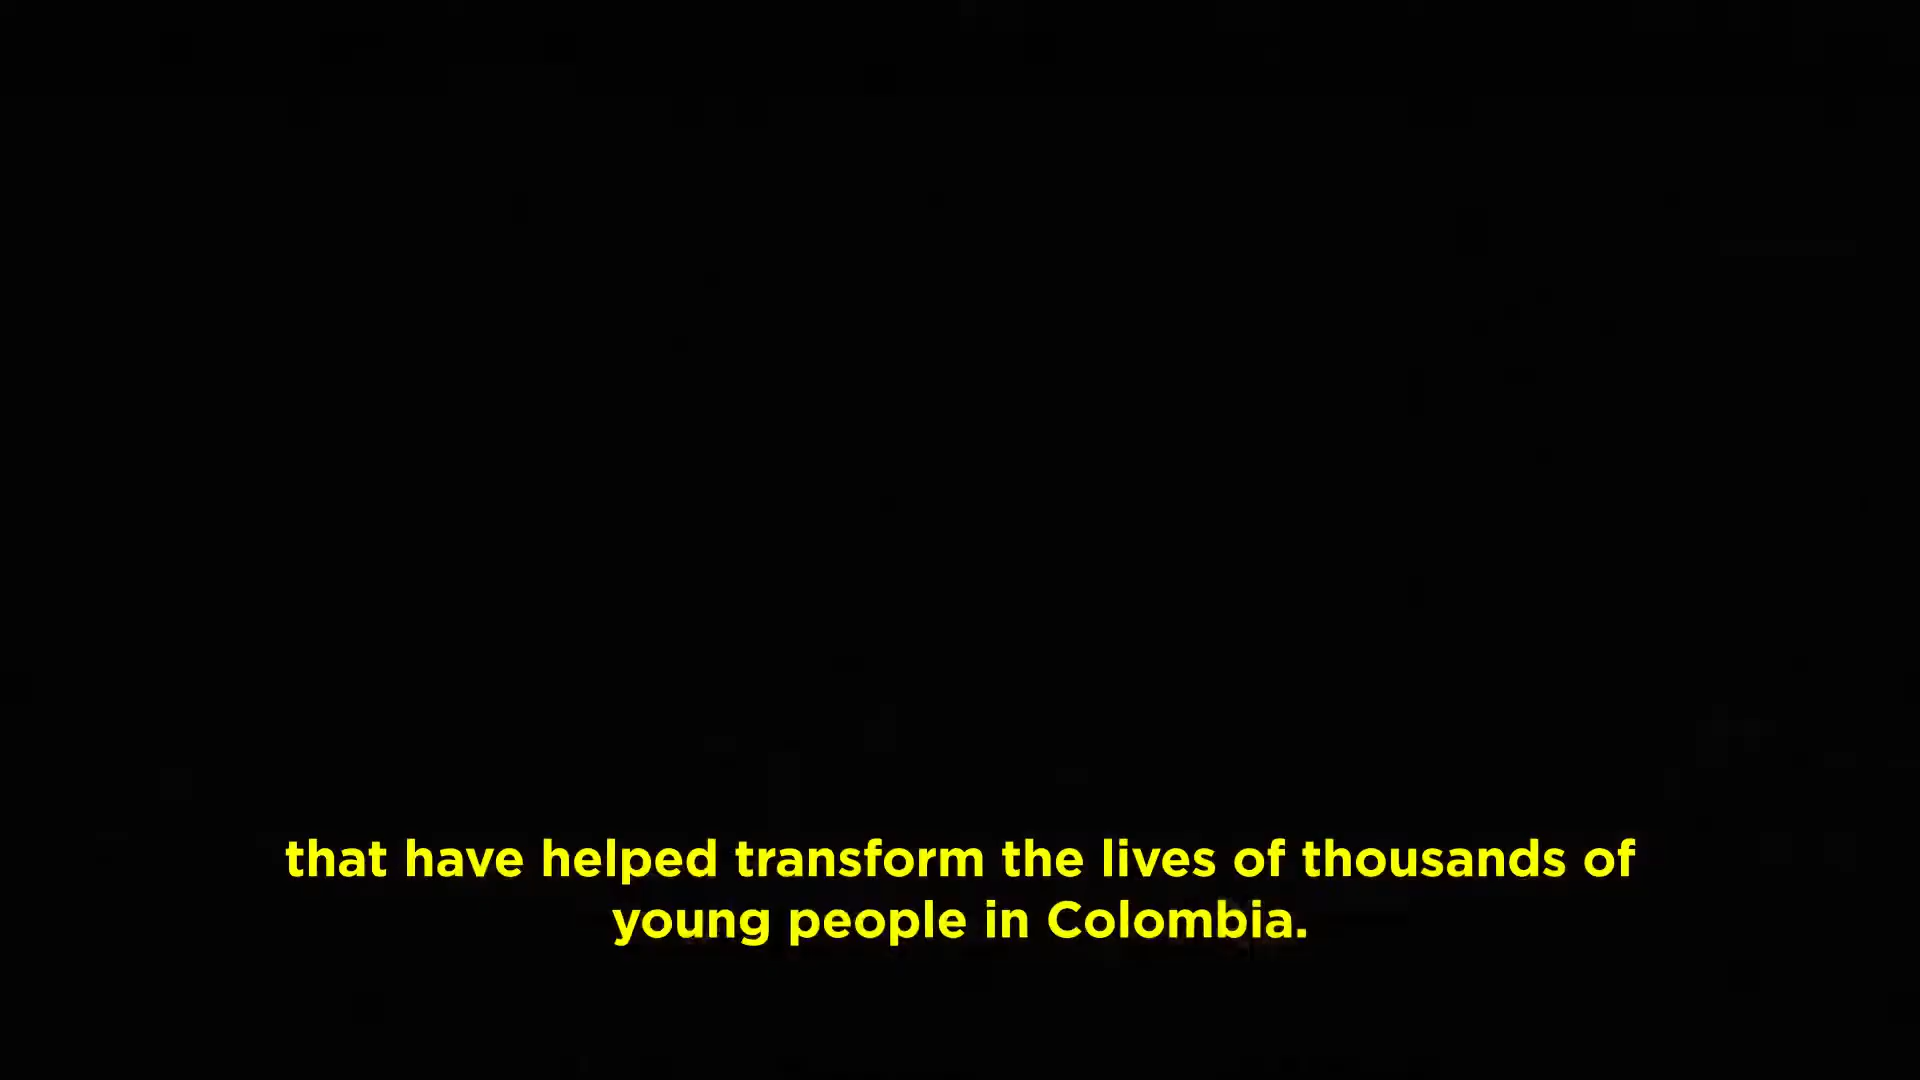 that have helped transform the lives of thousands of
young people in Colombia.